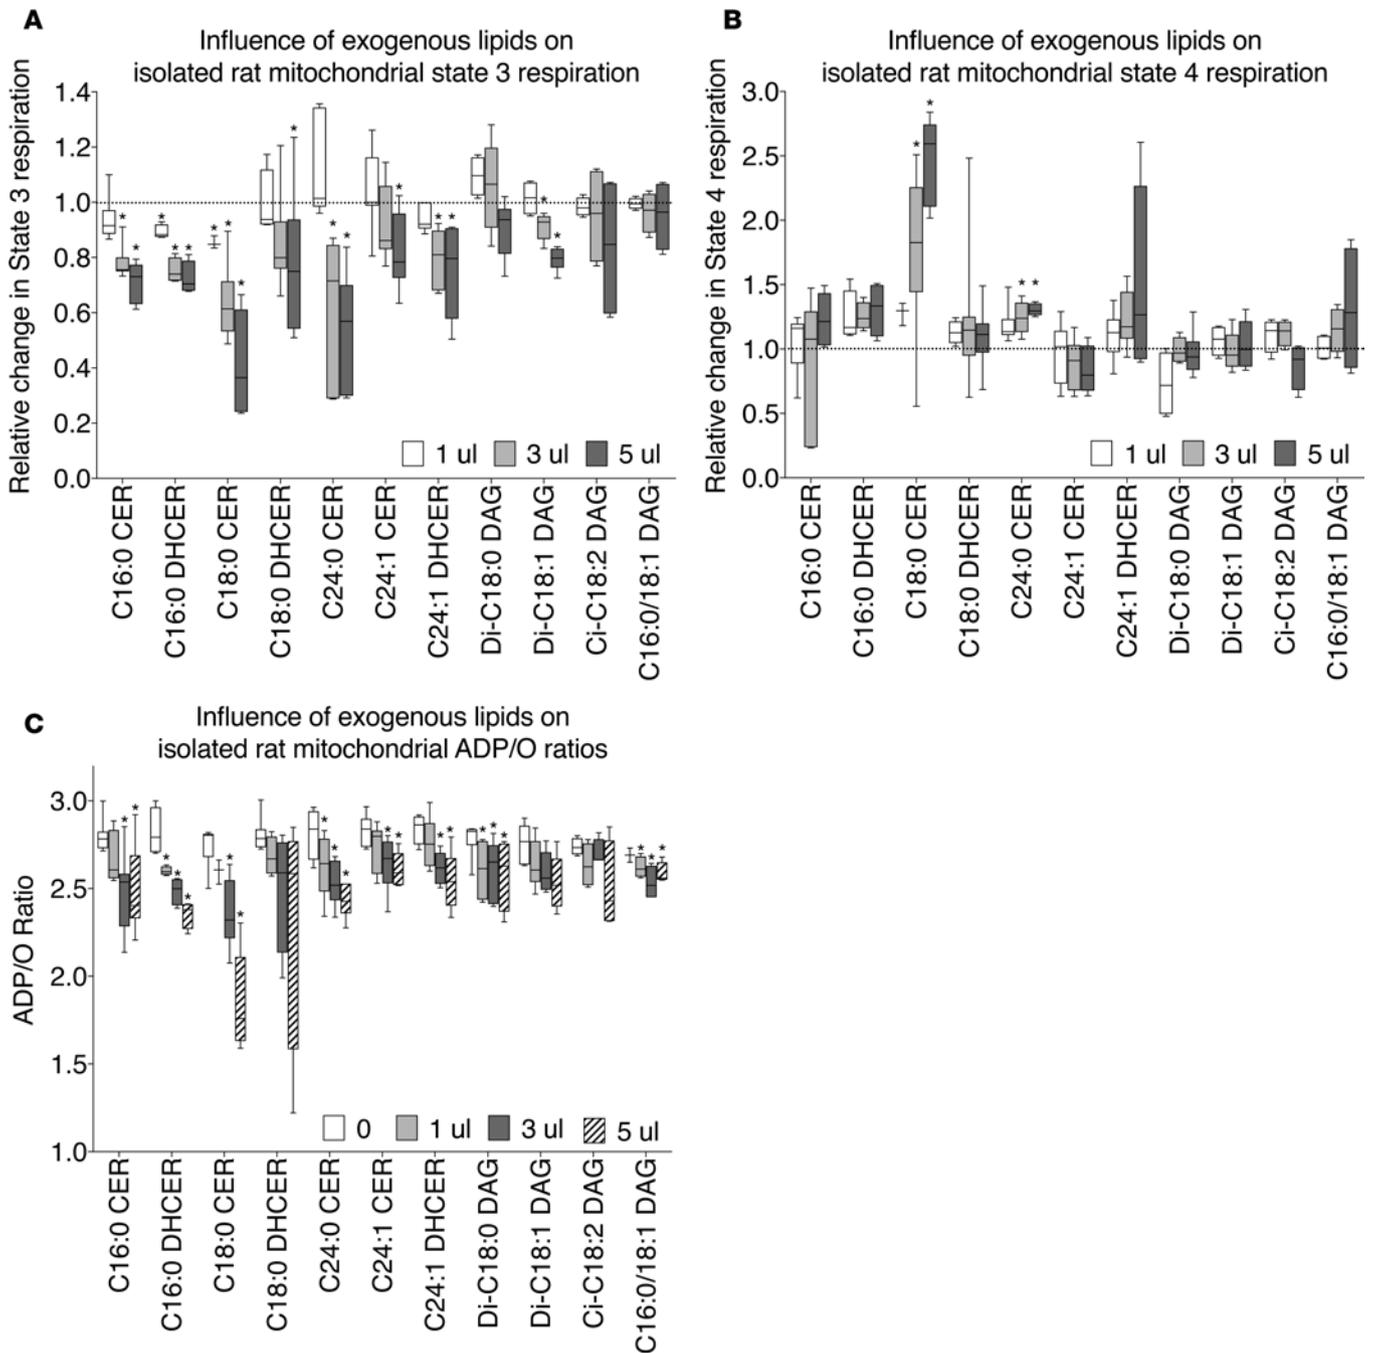 A
Influence of exogenous lipids on
isolated rat mitochondrial state 3 respiration
Relative change in State 3 respiration
1.4
1.2
1.0
0.8
0.6
0.4
0.2
0.0
* * * * * * * * * * * * * * * * *
1 ul 3 ul 5 ul
C16:0 CER
C16:0 DHCER
C18:0 CER
C18:0 DHCER
C24:0 CER
C24:1 CER
C24:1 DHCER
Di-C18:0 DAG
Di-C18:1 DAG
Ci-C18:2 DAG
C16:0/18:1 DAG
B
Influence of exogenous lipids on
isolated rat mitochondrial state 4 respiration
Relative change in State 4 respiration
3.0
2.5
2.0
1.5
1.0
0.5
0.0
* * * *
1 ul 3 ul 5 ul
C16:0 CER
C16:0 DHCER
C18:0 CER
C18:0 DHCER
C24:0 CER
C24:1 CER
C24:1 DHCER
Di-C18:0 DAG
Di-C18:1 DAG
Ci-C18:2 DAG
C16:0/18:1 DAG
C
Influence of exogenous lipids on
isolated rat mitochondrial ADP/O ratios
ADP/O Ratio
3.0
2.5
2.0
1.5
1.0
* * * * * * * * * * * * * * * * * * * *
0 1 ul 3 ul 5 ul
C16:0 CER
C16:0 DHCER
C18:0 CER
C18:0 DHCER
C24:0 CER
C24:1 CER
C24:1 DHCER
Di-C18:0 DAG
Di-C18:1 DAG
Ci-C18:2 DAG
C16:0/18:1 DAG